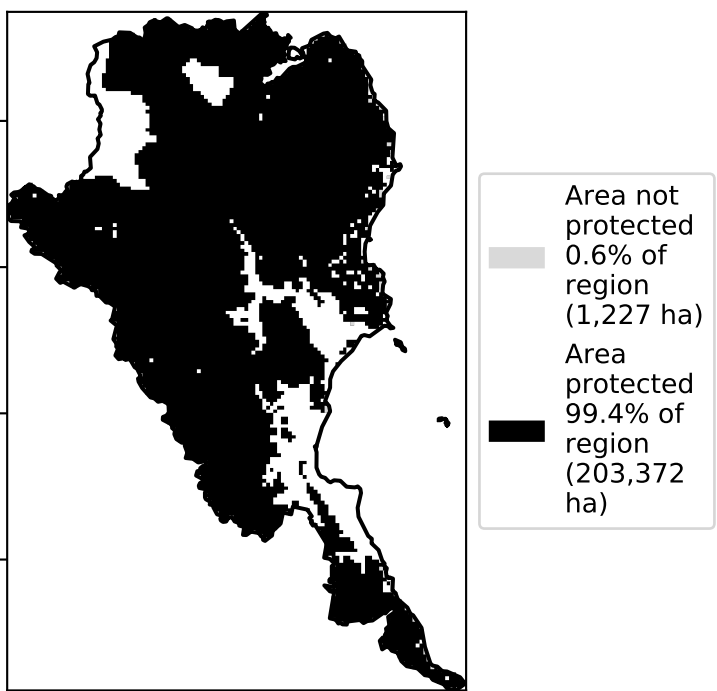 Area not
protected
0.6% of
region
(1,227 ha)
Area
protected
99.4% of
region
(203,372
ha)